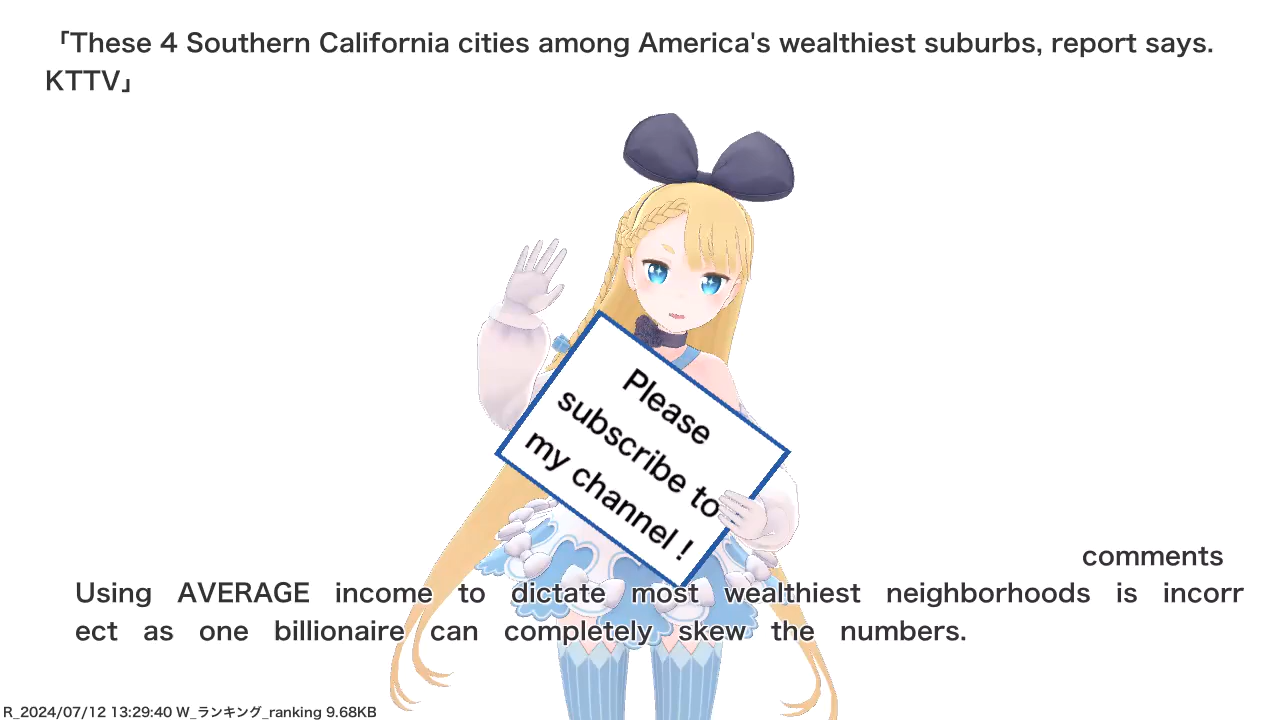 「These 4 Southern California cities among America's wealthiest suburbs, report says.
KTTV」
Please
subscribe to
my channel !
comments
Using AVERAGE income to dictate most wealthiest neighborhoods is incorr
ect as one billionaire can completely skew the numbers.
R_2024/07/12 13:29:40 W_ランキング_ranking 9.68KB